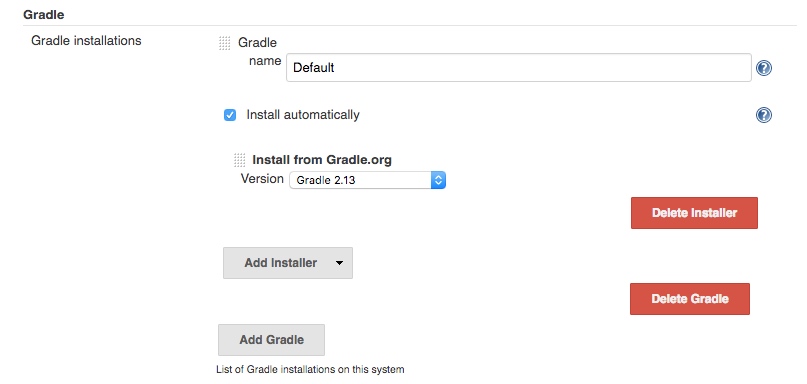 Gradle
Gradle installations
Gradle
name
Default
?
Install automatically
?
Install from Gradle.org
Version
Gradle 2.13
Delete Installer
Add Installer
Delete Gradle
Add Gradle
List of Gradle installations on this system